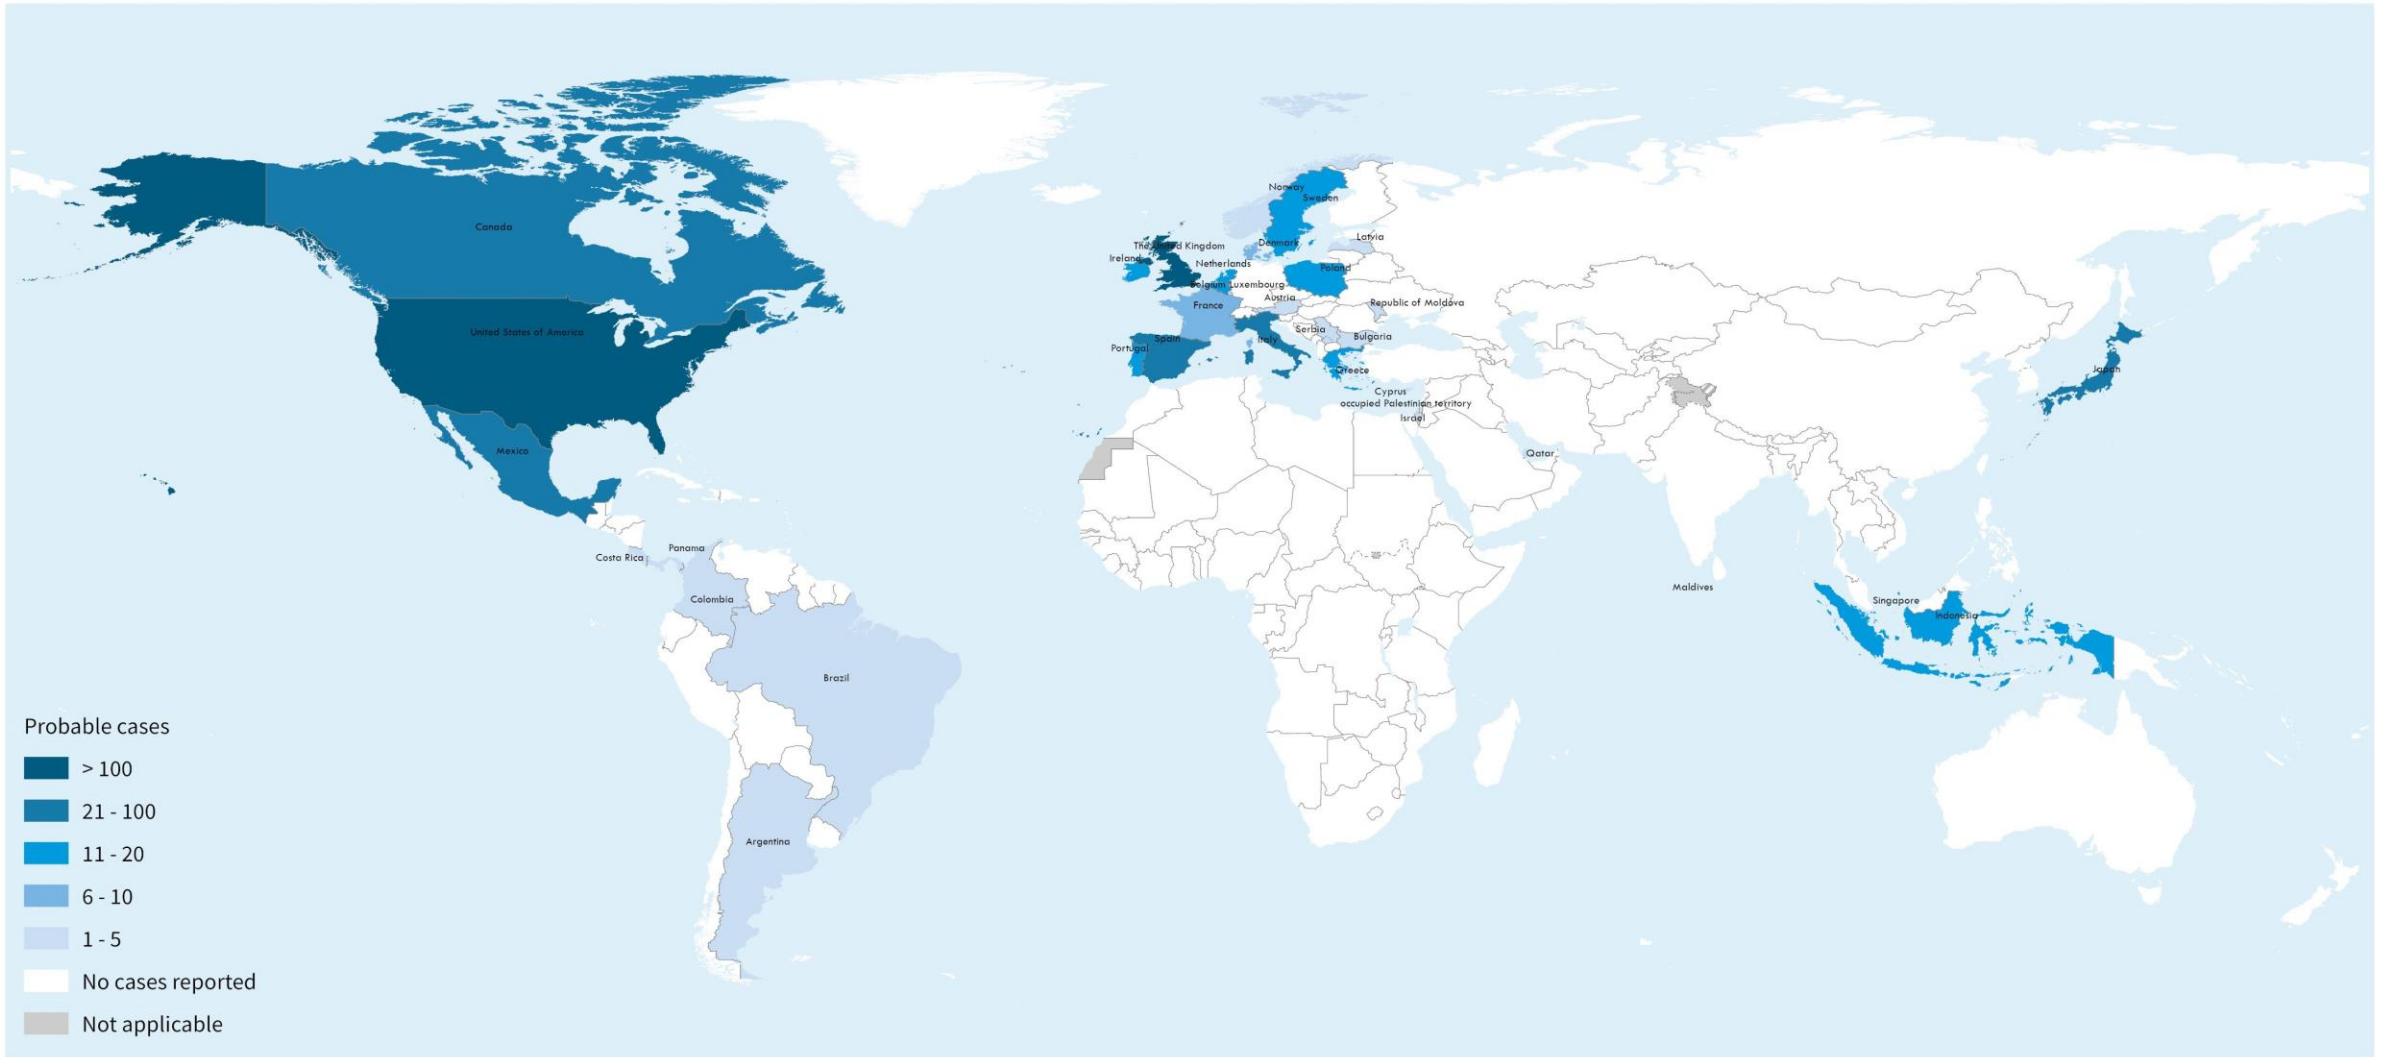 Norway
Sweden
Canada
Latvia
Denmark
The United Kingdom
Ireland
Netherlands
Poland
Belgium
Luxembourg
Austria
France
Republic of Moldova
United States of America
Serbia
Bulgaria
Spain
Italy
Portugal
Greece
Japan
Cyprus
occupied Palestinian territory
Israel
Mexico
Qatar
Panama
Costa Rica
Maldives
Colombia
Singapore
Indonesia
Brazil
Argentina
Probable cases
> 100
21 - 100
11 - 20
6 - 10
1 - 5
No cases reported
Not applicable